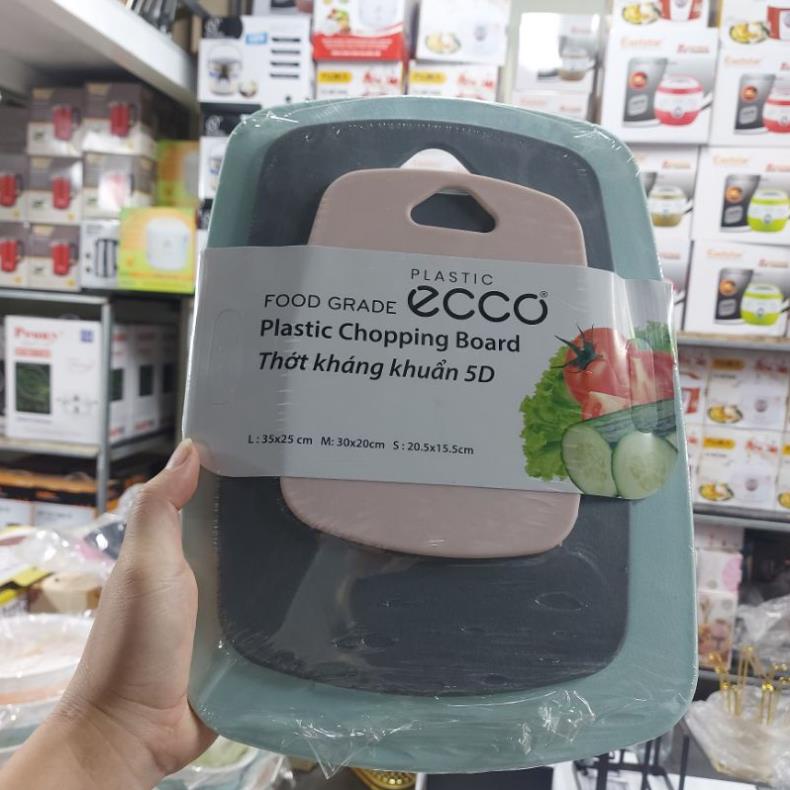 PLASTIC
FOOD GRADE ecco®
Plastic Chopping Board
Thớt kháng khuẩn 5D
L : 35x25 cm M: 30x20cm S : 20.5x15.5cm